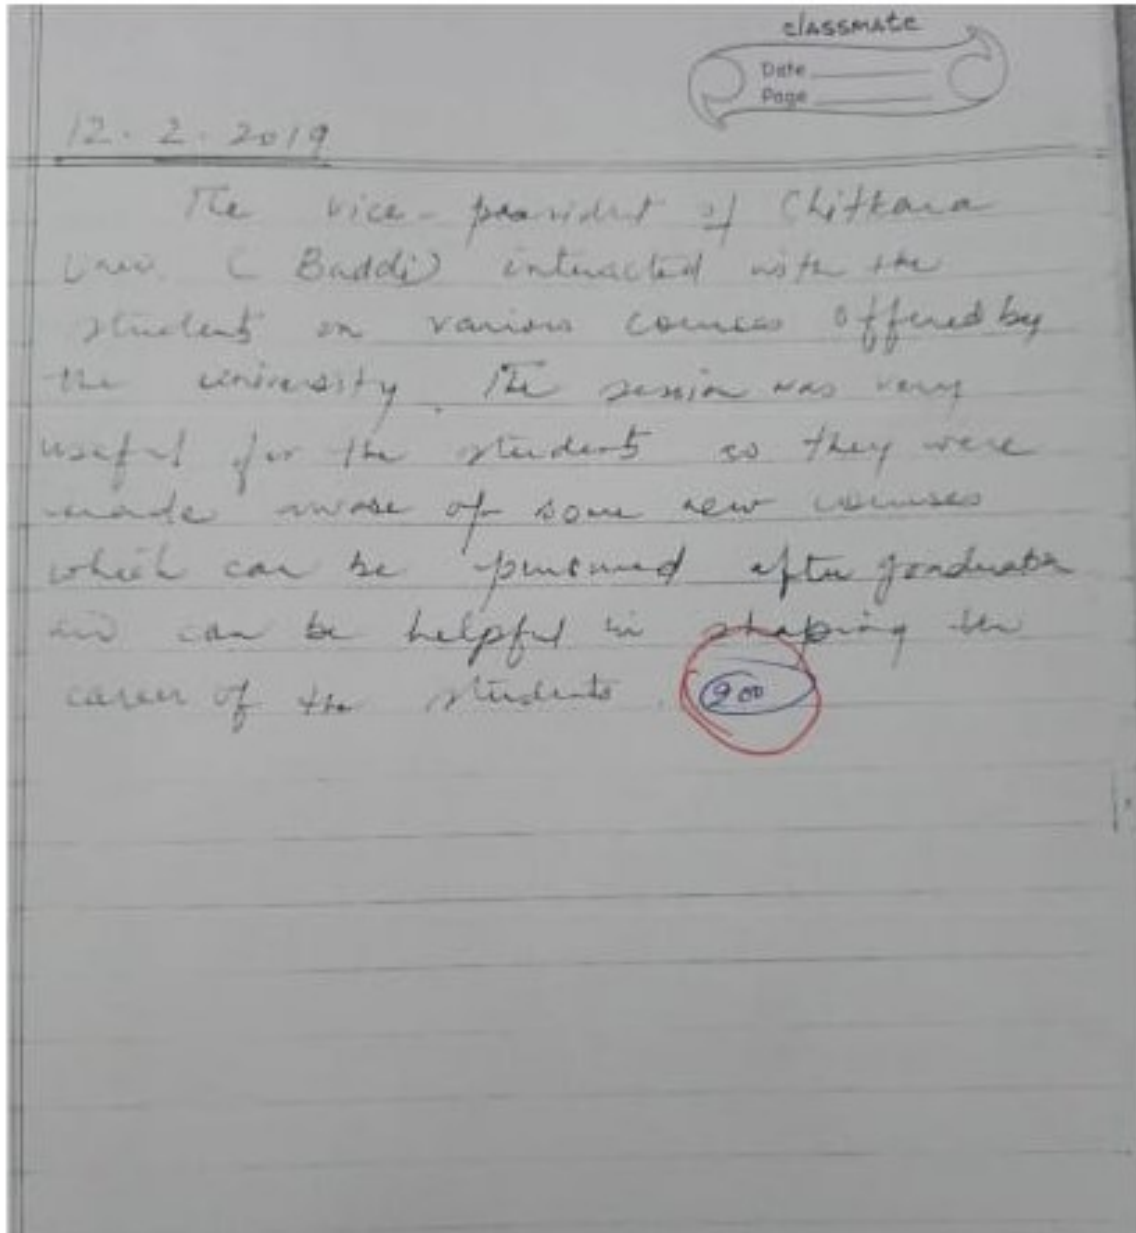 classmate
Date
Page
12. 2. 2019
The vice-president of Chitkara
Univ. (Baddi) interacted with the
students on various courses offered by
the university. The session was very
useful for the students so they were
made aware of some new courses
which can be pursued after graduation
and can be helpful in shaping the
career of the students.
900